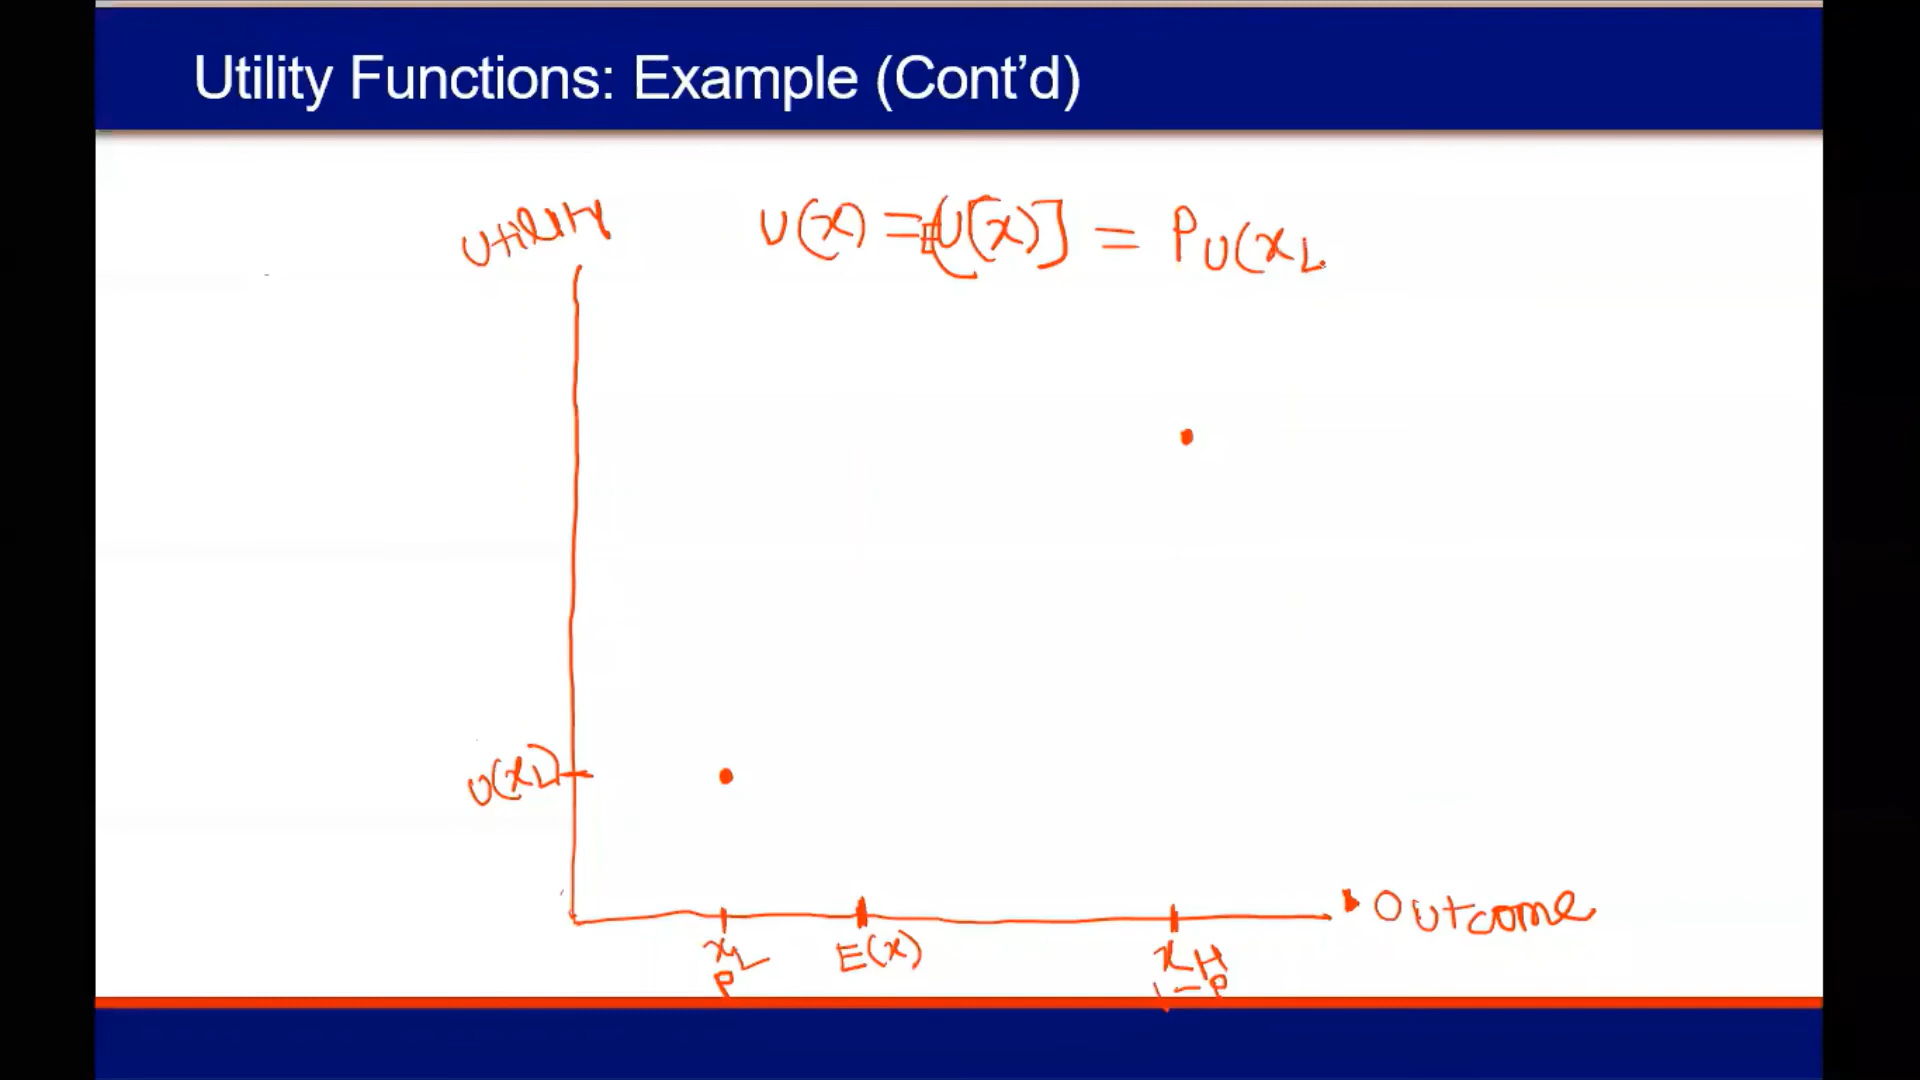 Utility Functions: Example (Cont'd)
Utility
U(x) = E(U[x)] = PU(xL
U(xL)
Outcome
xL E(x) xH
P 1-P